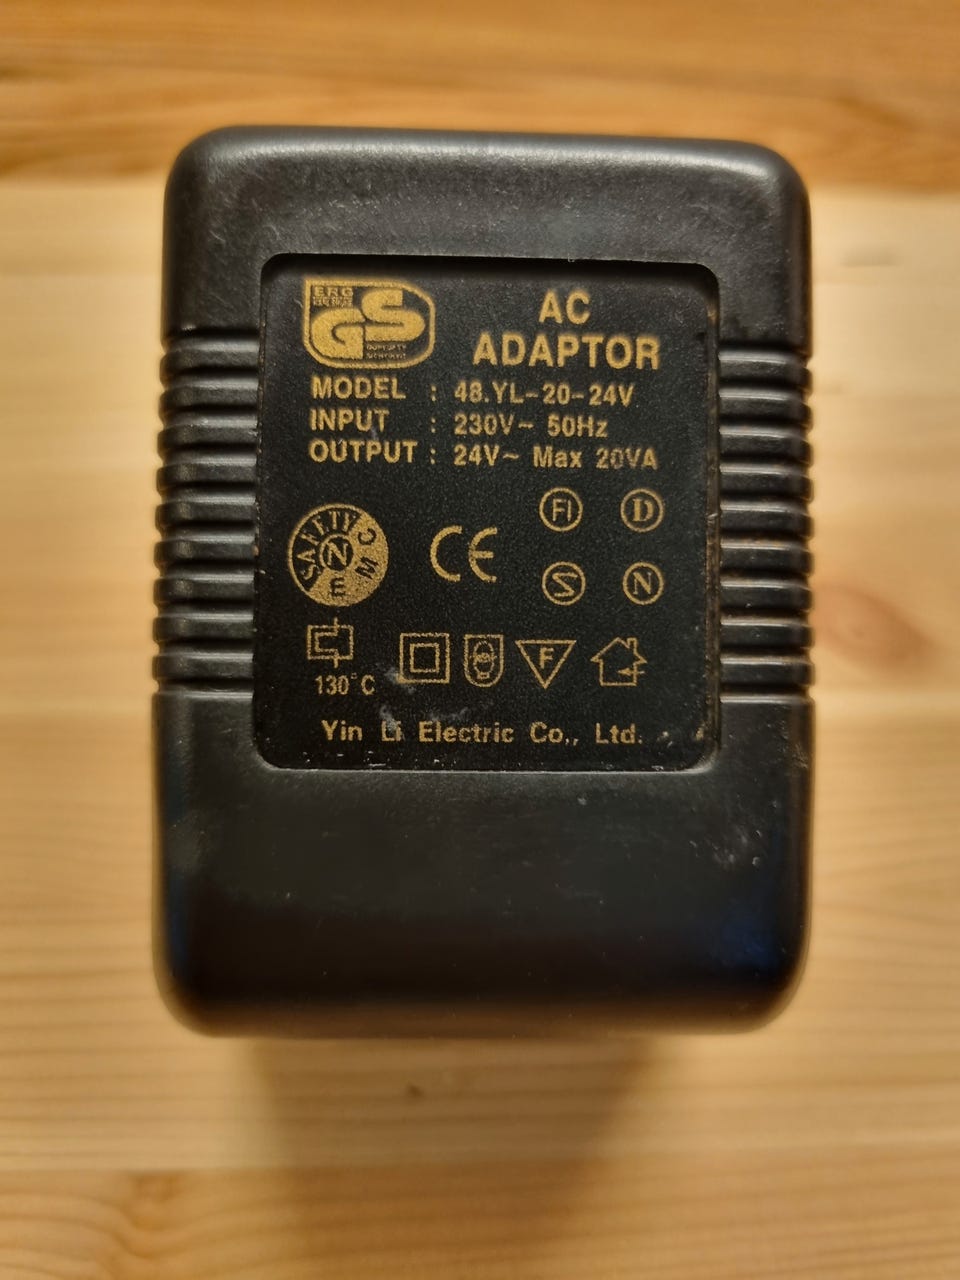 ERG
GS
AC
ADAPTOR
MODEL : 48.YL-20-24V
INPUT : 230V~ 50Hz
OUTPUT : 24V~ Max 20VA
SAFETY N EMC
CE
FI D
S N
130°C
F
Yin Li Electric Co., Ltd.